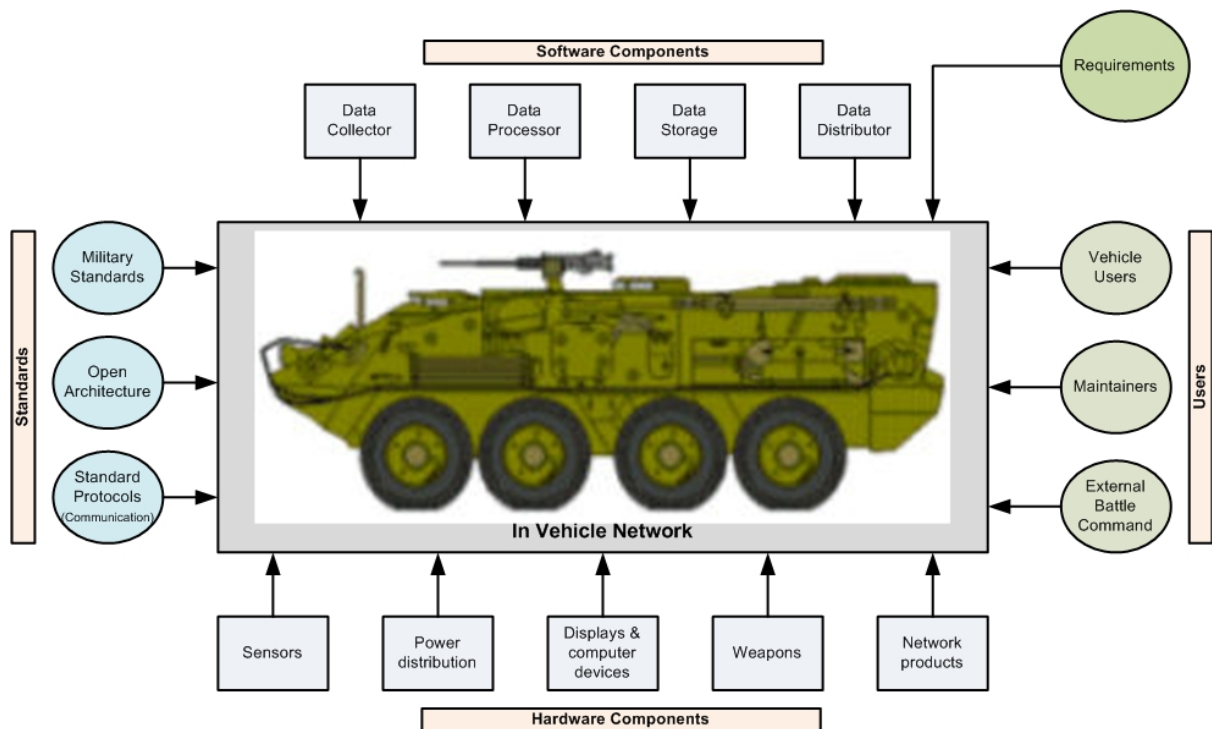 Software Components
Requirements
Data
Collector
Data
Processor
Data
Storage
Data
Distributor
Standards
Military
Standards
Open
Architecture
Standard
Protocols
(Communication)
In Vehicle Network
Vehicle
Users
Maintainers
External
Battle
Command
Users
Sensors
Power
distribution
Displays &
computer
devices
Weapons
Network
products
Hardware Components